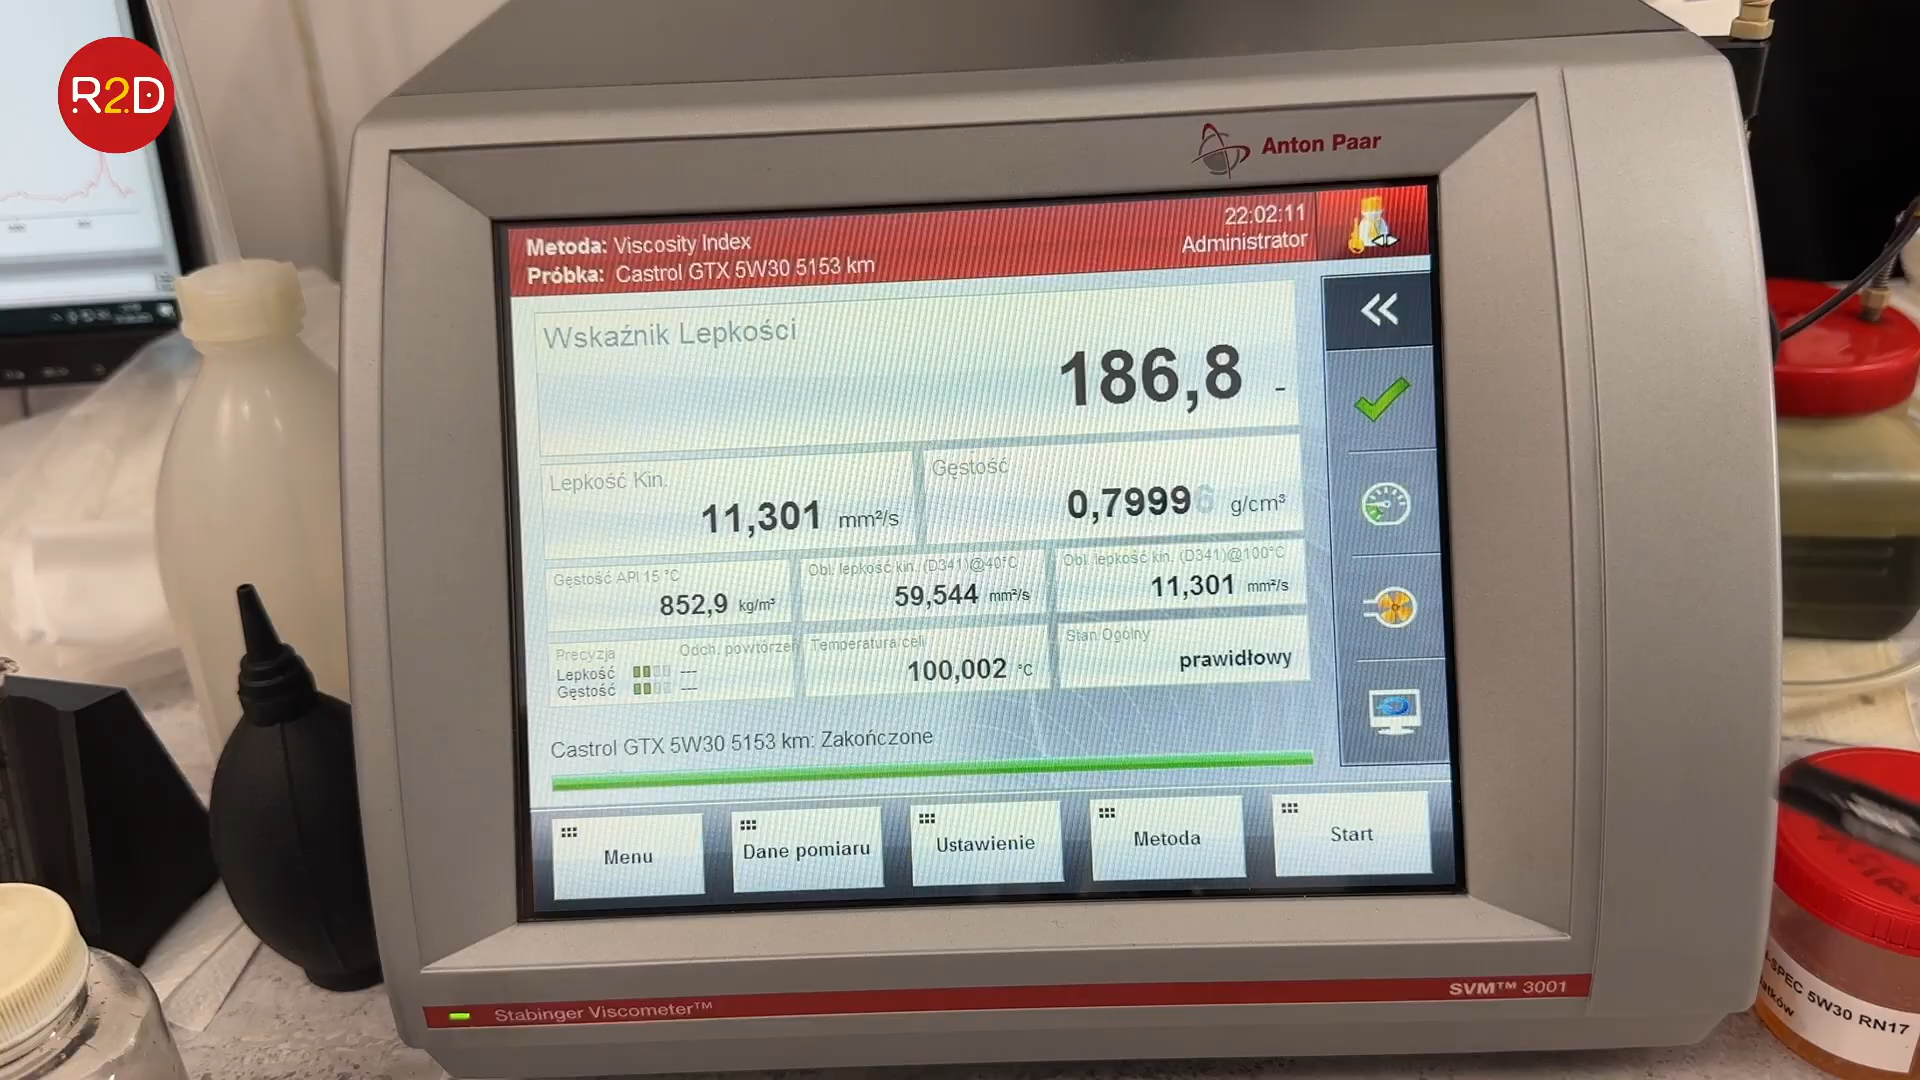 R2D
Anton Paar
Metoda: Viscosity Index
Próbka: Castrol GTX 5W30 5153 km
22:02:11
Administrator
Wskaźnik Lepkości
186,8 -
Lepkość Kin.
11,301 mm²/s
Gęstość
0,79996 g/cm³
Gęstość API 15 °C
852,9 kg/m³
Obl. lepkość kin. (D341)@40°C
59,544 mm²/s
Obl. lepkość kin. (D341)@100°C
11,301 mm²/s
Precyzja
Odch. powtórzeń
Lepkość ---
Gęstość ---
Temperatura celi
100,002 °C
Stan Ogólny
prawidłowy
Castrol GTX 5W30 5153 km: Zakończone
Menu
Dane pomiaru
Ustawienie
Metoda
Start
Stabinger Viscometer™
SVM™ 3001
-SPEC 5W30 RN17